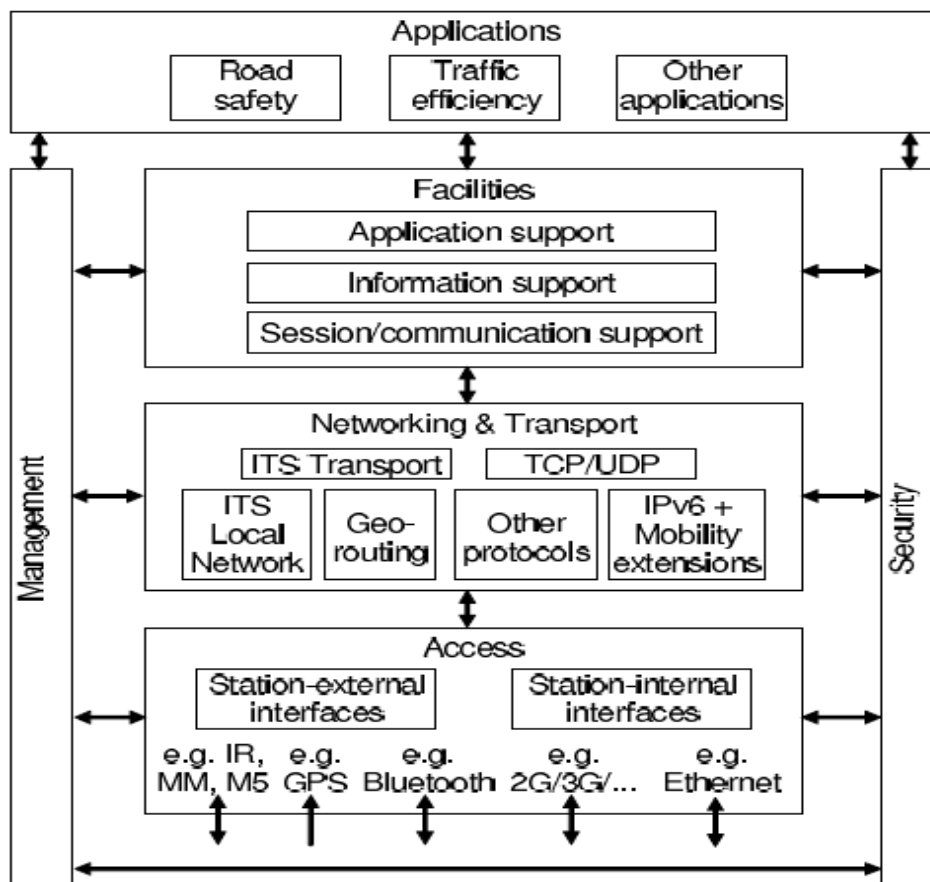 Applications
Road
safety
Traffic
efficiency
Other
applications
Facilities
Application support
Information support
Session/communication support
Networking & Transport
ITS Transport
TCP/UDP
ITS
Local
Network
Geo-
routing
Other
protocols
IPv6 +
Mobility
extensions
Management
Security
Access
Station-external
interfaces
Station-internal
interfaces
e.g. IR,
MM, M5
e.g.
GPS
e.g.
Bluetooth
e.g.
2G/3G/...
e.g.
Ethernet